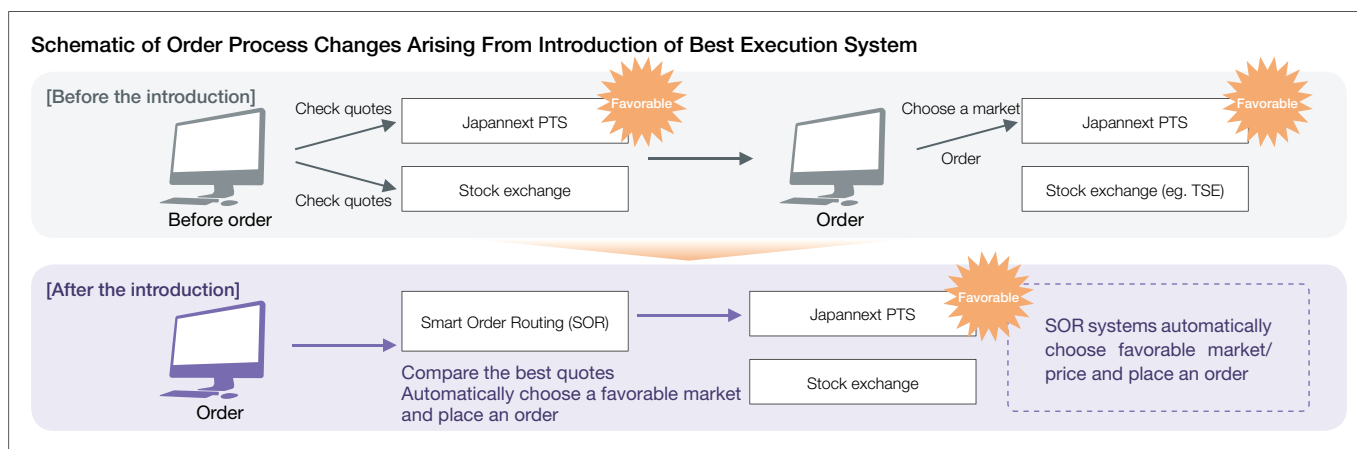 Schematic of Order Process Changes Arising From Introduction of Best Execution System
[Before the introduction]
Before order
Check quotes
Check quotes
Japannext PTS
Favorable
Stock exchange
Order
Choose a market
Order
Japannext PTS
Favorable
Stock exchange (eg. TSE)
[After the introduction]
Order
Smart Order Routing (SOR)
Compare the best quotes
Automatically choose a favorable market
and place an order
Japannext PTS
Favorable
Stock exchange
SOR systems automatically
choose favorable market/
price and place an order